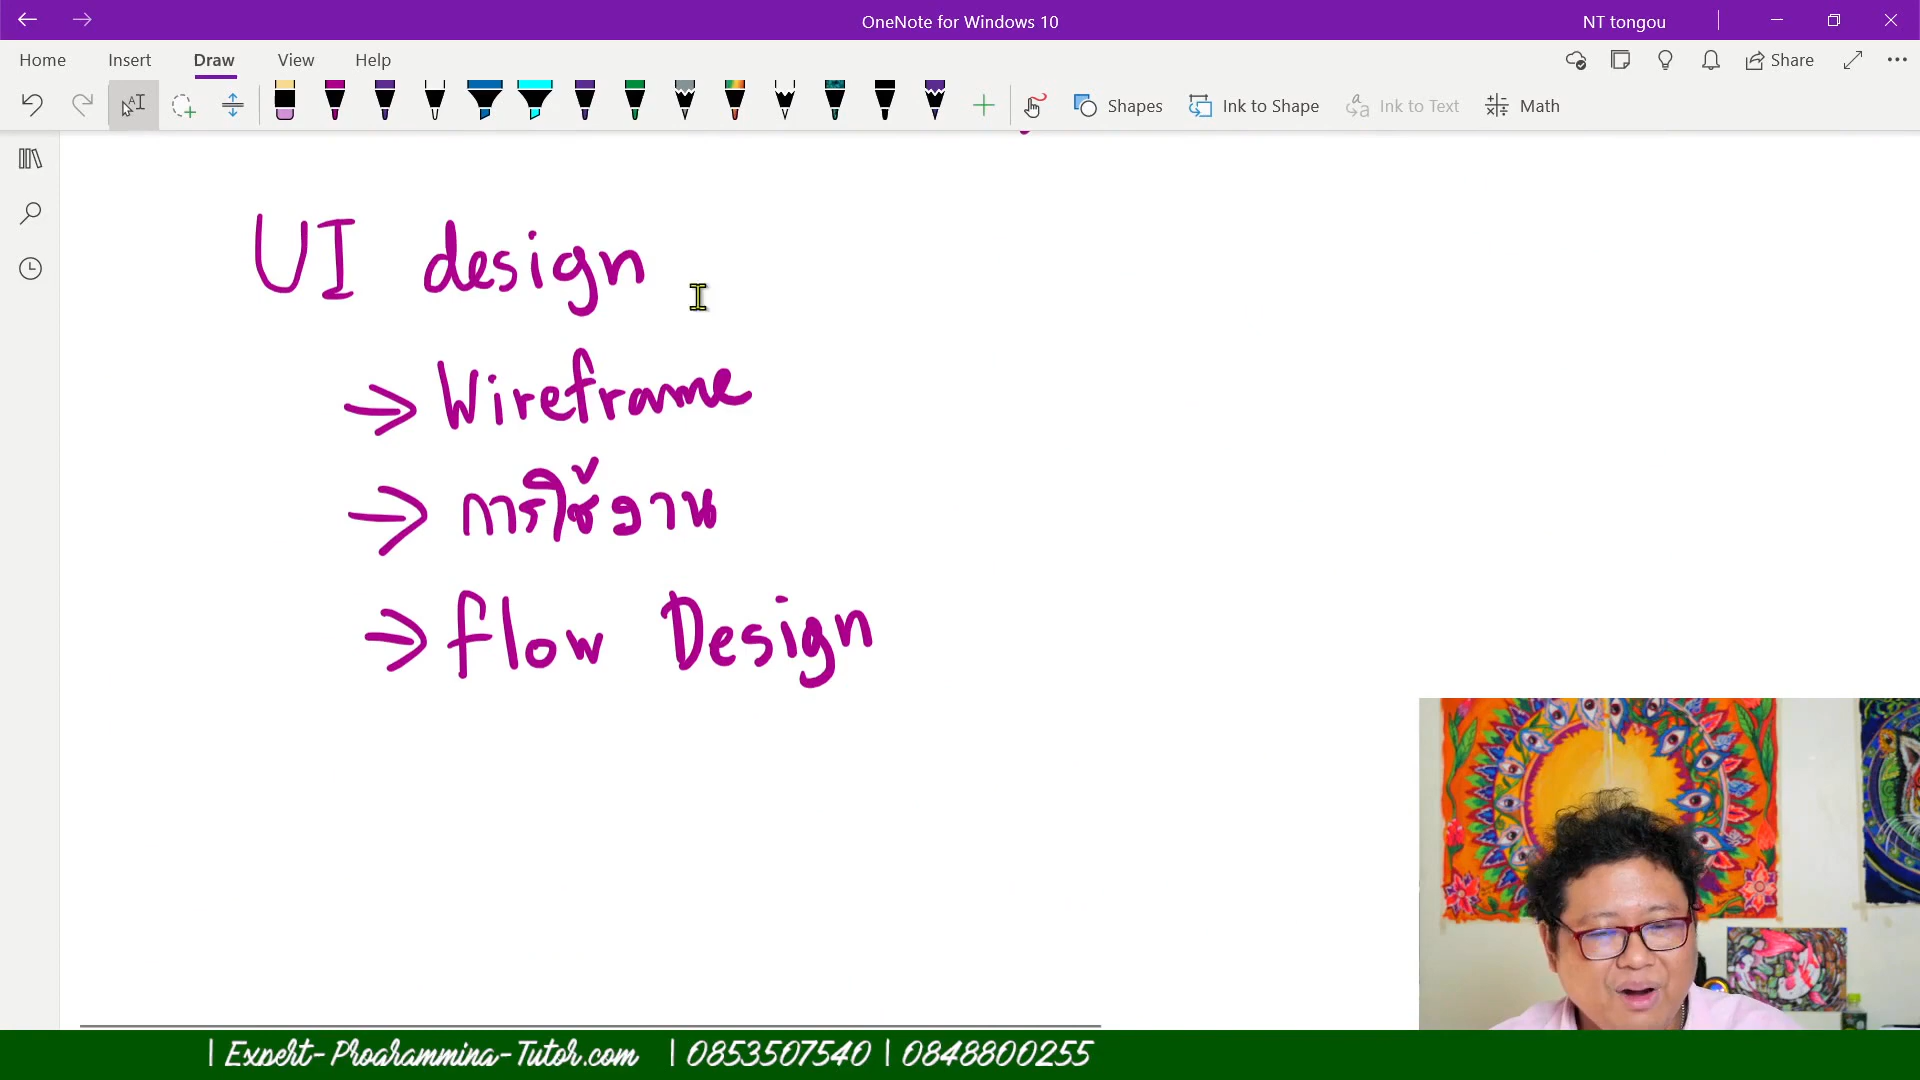 OneNote for Windows 10
NT tongou
Home Insert Draw View Help
Share
Shapes Ink to Shape Ink to Text Math
UI design
→ Wireframe
→ การใช้งาน
→ flow Design
| Expert-Programming-Tutor.com | 0853507540 | 0848800255